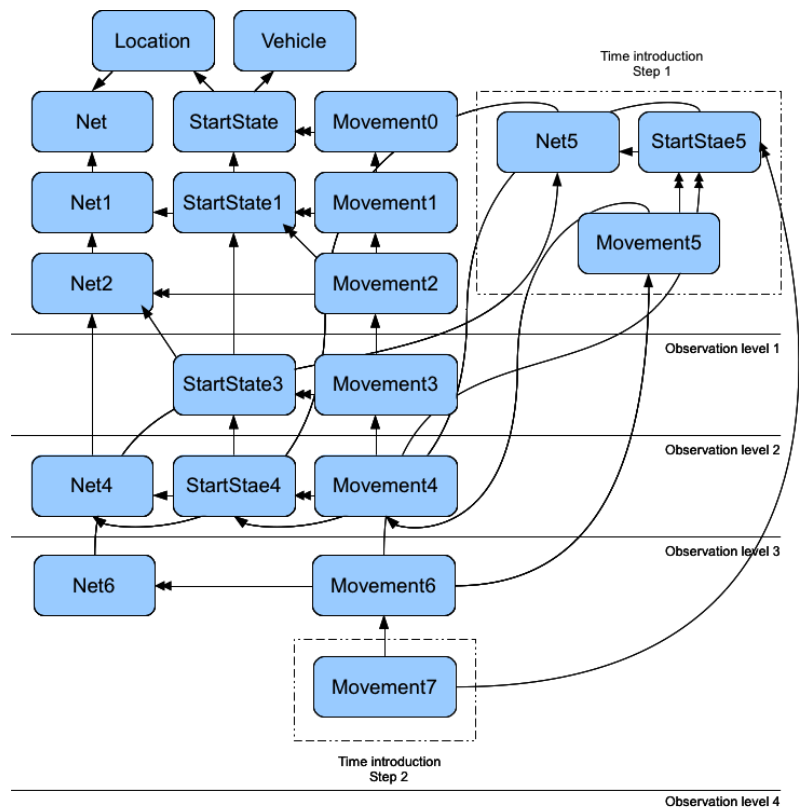 Location
Vehicle
Time introduction
Step 1
Net
StartState
Movement0
Net5
StartStae5
Net1
StartState1
Movement1
Movement5
Net2
Movement2
Observation level 1
StartState3
Movement3
Observation level 2
Net4
StartStae4
Movement4
Observation level 3
Net6
Movement6
Movement7
Time introduction
Step 2
Observation level 4